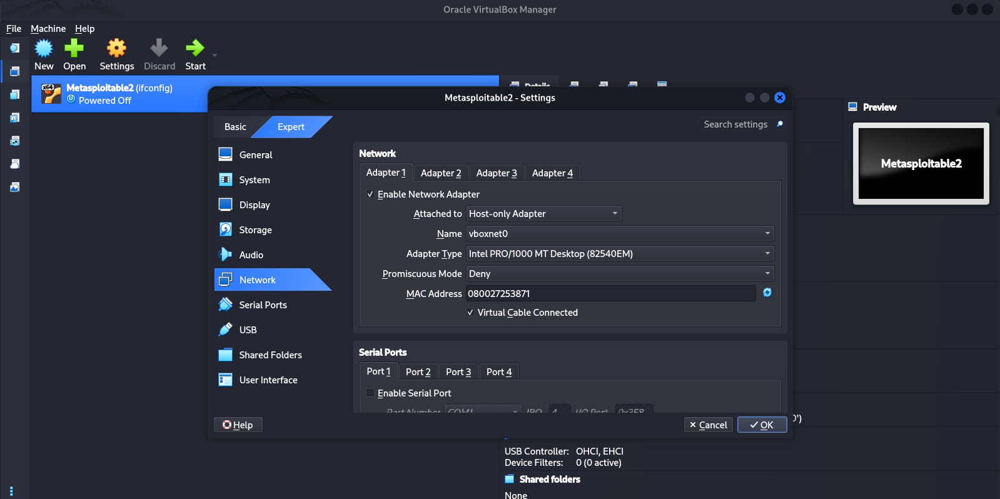 Oracle VirtualBox Manager
File Machine Help
New Open Settings Discard Start
x64
Metasploitable2 (ifconfig)
Powered Off
Details
Metasploitable2 - Settings
Basic Expert
Search settings
General
System
Display
Storage
Audio
Network
Serial Ports
USB
Shared Folders
User Interface
Network
Adapter 1 Adapter 2 Adapter 3 Adapter 4
Enable Network Adapter
Attached to Host-only Adapter
Name vboxnet0
Adapter Type Intel PRO/1000 MT Desktop (82540EM)
Promiscuous Mode Deny
MAC Address 080027253871
Virtual Cable Connected
Serial Ports
Port 1 Port 2 Port 3 Port 4
Enable Serial Port
Port Number COM1 IRQ 4 I/O Port 0x3F8
Help Cancel OK
Preview
Metasploitable2
0')
USB Controller: OHCI, EHCI
Device Filters: 0 (0 active)
Shared folders
None